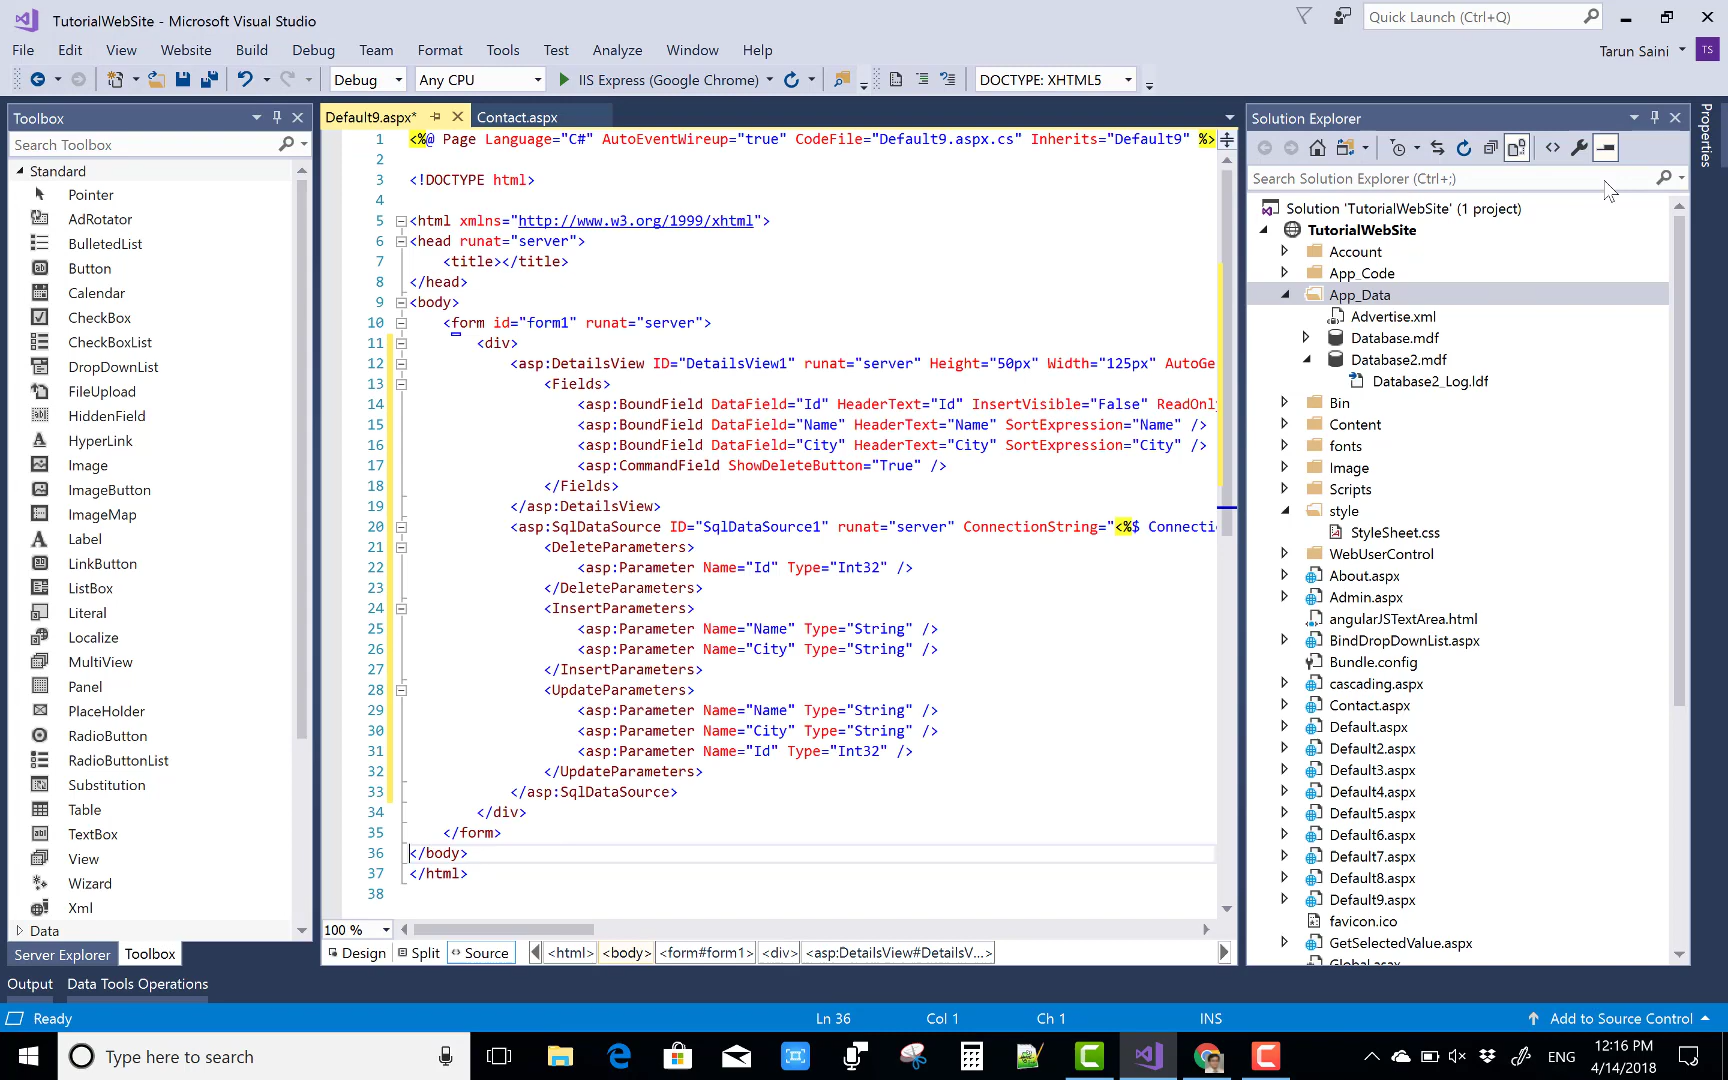 TutorialWebSite - Microsoft Visual Studio
Quick Launch (Ctrl+Q)
File Edit View Website Build Debug Team Format Tools Test Analyze Window Help
Tarun Saini TS
Debug Any CPU IIS Express (Google Chrome) DOCTYPE: XHTML5
Toolbox
Search Toolbox
Standard
Pointer
AdRotator
BulletedList
Button
Calendar
CheckBox
CheckBoxList
DropDownList
FileUpload
HiddenField
HyperLink
Image
ImageButton
ImageMap
Label
LinkButton
ListBox
Literal
Localize
MultiView
Panel
PlaceHolder
RadioButton
RadioButtonList
Substitution
Table
TextBox
View
Wizard
Xml
Data
Server Explorer Toolbox
Default9.aspx* Contact.aspx
1 <%@ Page Language="C#" AutoEventWireup="true" CodeFile="Default9.aspx.cs" Inherits="Default9" %>
2
3 <!DOCTYPE html>
4
5 <html xmlns="http://www.w3.org/1999/xhtml">
6 <head runat="server">
7 <title></title>
8 </head>
9 <body>
10 <form id="form1" runat="server">
11 <div>
12 <asp:DetailsView ID="DetailsView1" runat="server" Height="50px" Width="125px" AutoGe
13 <Fields>
14 <asp:BoundField DataField="Id" HeaderText="Id" InsertVisible="False" ReadOnl
15 <asp:BoundField DataField="Name" HeaderText="Name" SortExpression="Name" />
16 <asp:BoundField DataField="City" HeaderText="City" SortExpression="City" />
17 <asp:CommandField ShowDeleteButton="True" />
18 </Fields>
19 </asp:DetailsView>
20 <asp:SqlDataSource ID="SqlDataSource1" runat="server" ConnectionString="<%$ Connecti
21 <DeleteParameters>
22 <asp:Parameter Name="Id" Type="Int32" />
23 </DeleteParameters>
24 <InsertParameters>
25 <asp:Parameter Name="Name" Type="String" />
26 <asp:Parameter Name="City" Type="String" />
27 </InsertParameters>
28 <UpdateParameters>
29 <asp:Parameter Name="Name" Type="String" />
30 <asp:Parameter Name="City" Type="String" />
31 <asp:Parameter Name="Id" Type="Int32" />
32 </UpdateParameters>
33 </asp:SqlDataSource>
34 </div>
35 </form>
36 </body>
37 </html>
38
100 %
Design Split Source <html> <body> <form#form1> <div> <asp:DetailsView#DetailsV...>
Solution Explorer
Search Solution Explorer (Ctrl+;)
Solution 'TutorialWebSite' (1 project)
TutorialWebSite
Account
App_Code
App_Data
Advertise.xml
Database.mdf
Database2.mdf
Database2_Log.ldf
Bin
Content
fonts
Image
Scripts
style
StyleSheet.css
WebUserControl
About.aspx
Admin.aspx
angularJSTextArea.html
BindDropDownList.aspx
Bundle.config
cascading.aspx
Contact.aspx
Default.aspx
Default2.aspx
Default3.aspx
Default4.aspx
Default5.aspx
Default6.aspx
Default7.aspx
Default8.aspx
Default9.aspx
favicon.ico
GetSelectedValue.aspx
Global.asax
Properties
Output Data Tools Operations
Ready Ln 36 Col 1 Ch 1 INS Add to Source Control
Type here to search
ENG
12:16 PM
4/14/2018